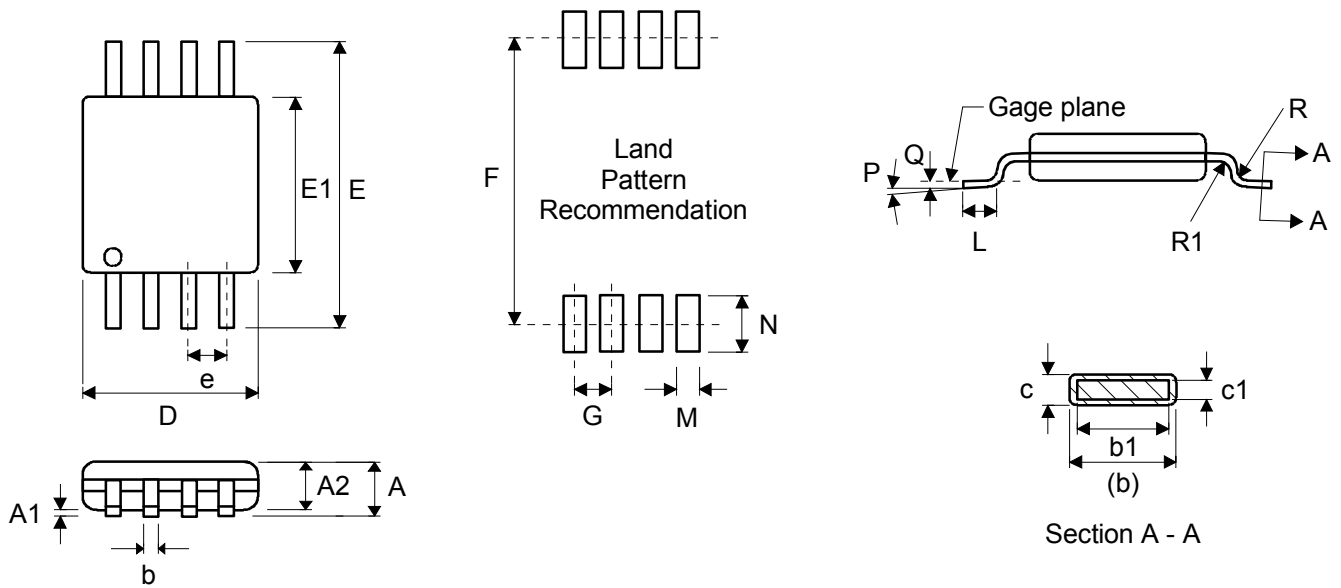 E1
E
e
D
A1
A2
A
b
F
Land
Pattern
Recommendation
N
G
M
Gage plane
R
P
Q
A
A
L
R1
c
c1
b1
(b)
Section A - A